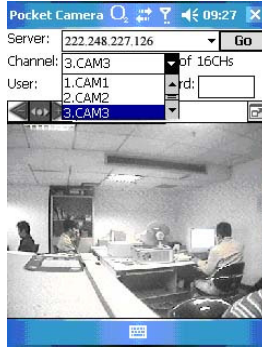 Pocket Camera O2 09:27 X
Server: 222.248.227.126 Go
Channel: 3.CAM3 of 16CHs
User: 1.CAM1 rd:
2.CAM2
3.CAM3